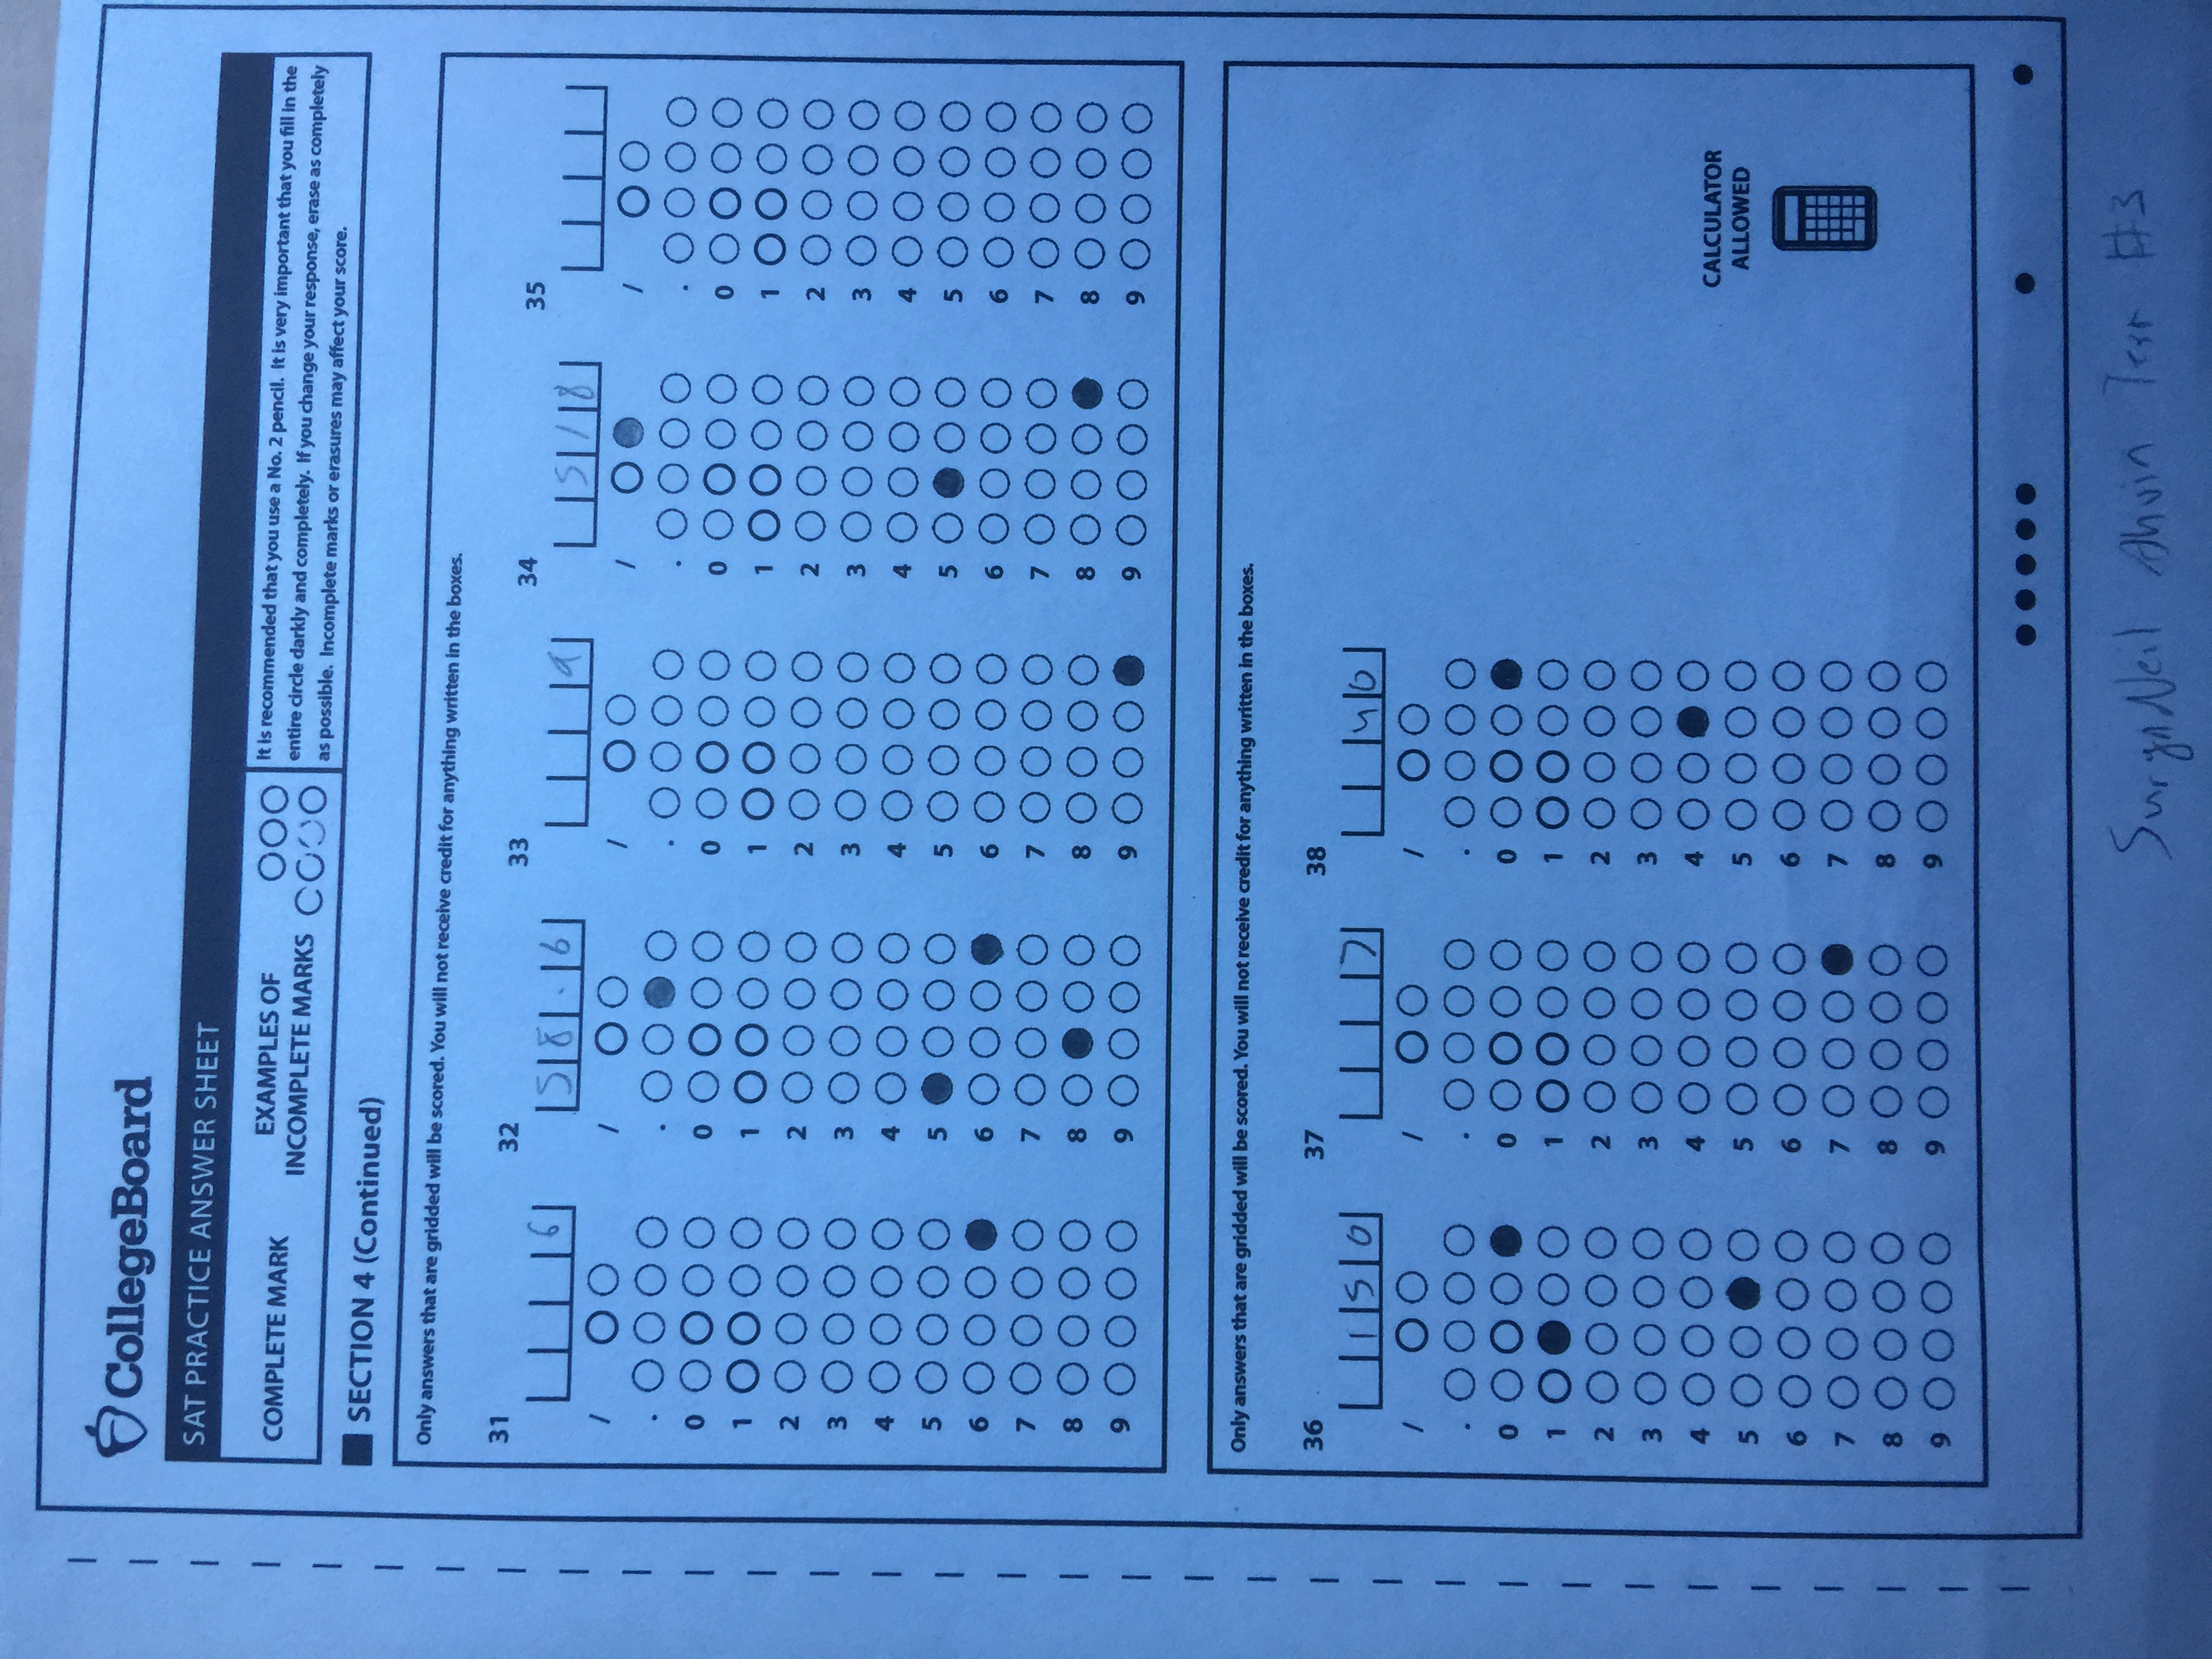 CollegeBoard
SAT PRACTICE ANSWER SHEET
COMPLETE MARK
EXAMPLES OF
INCOMPLETE MARKS
It is recommended that you use a No. 2 pencil. It is very important that you fill in the
entire circle darkly and completely. If you change your response, erase as completely
as possible. Incomplete marks or erasures may affect your score.
SECTION 4 (Continued)
Only answers that are gridded will be scored. You will not receive credit for anything written in the boxes.
31 32 33 34 35
6 58.6 9 5/8
/ / / / /
. . . . .
0 0 0 0 0
1 1 1 1 1
2 2 2 2 2
3 3 3 3 3
4 4 4 4 4
5 5 5 5 5
6 6 6 6 6
7 7 7 7 7
8 8 8 8 8
9 9 9 9 9
Only answers that are gridded will be scored. You will not receive credit for anything written in the boxes.
36 37 38
150 7 40
/ / /
. . .
0 0 0
1 1 1
2 2 2
3 3 3
4 4 4
5 5 5
6 6 6
7 7 7
8 8 8
9 9 9
CALCULATOR
ALLOWED
Neil Test #3